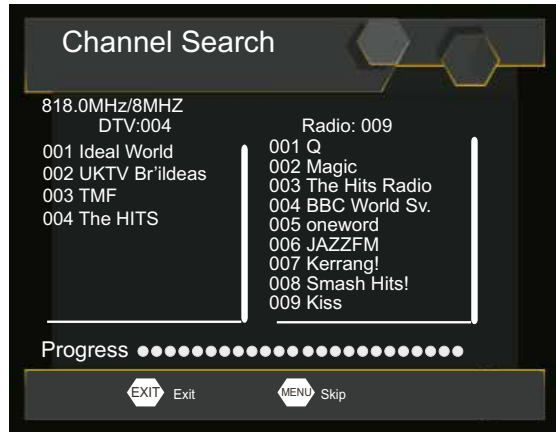 Channel Search
818.0MHz/8MHZ
DTV:004
001 Ideal World
002 UKTV Br'ildeas
003 TMF
004 The HITS
Radio: 009
001 Q
002 Magic
003 The Hits Radio
004 BBC World Sv.
005 oneword
006 JAZZFM
007 Kerrang!
008 Smash Hits!
009 Kiss
Progress
EXIT Exit
MENU Skip